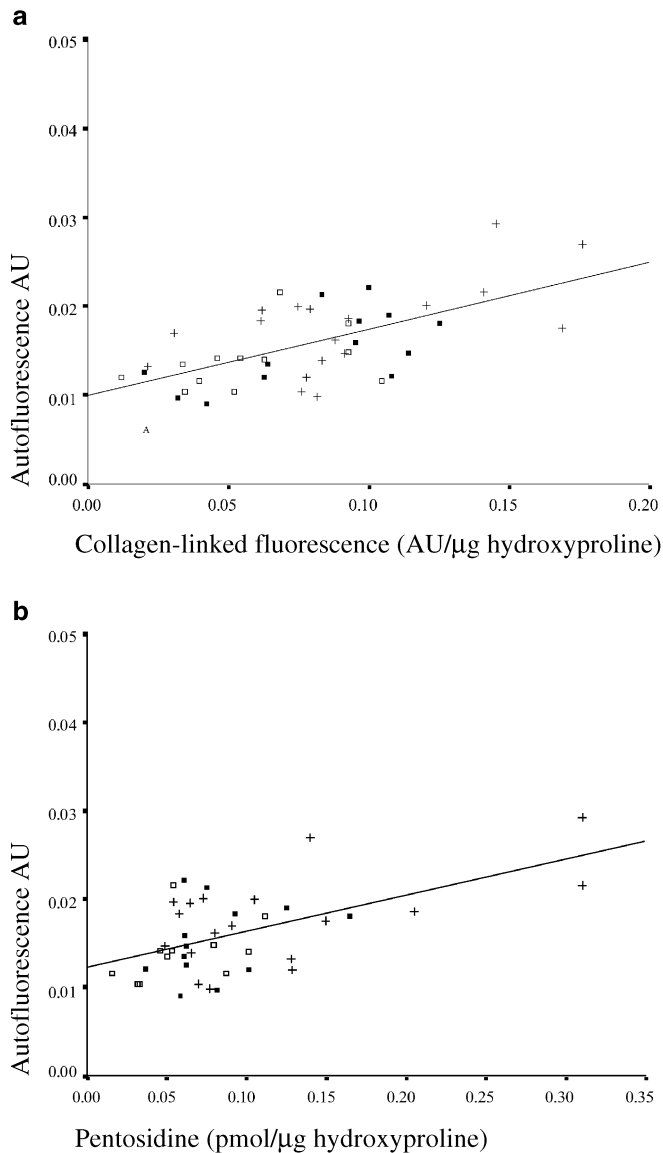 a
0.05
0.04
0.03
0.02
0.01
0.00
Autofluorescence AU
A
0.00 0.05 0.10 0.15 0.20
Collagen-linked fluorescence (AU/μg hydroxyproline)
b
0.05
0.04
0.03
0.02
0.01
0.00
Autofluorescence AU
0.00 0.05 0.10 0.15 0.20 0.25 0.30 0.35
Pentosidine (pmol/μg hydroxyproline)